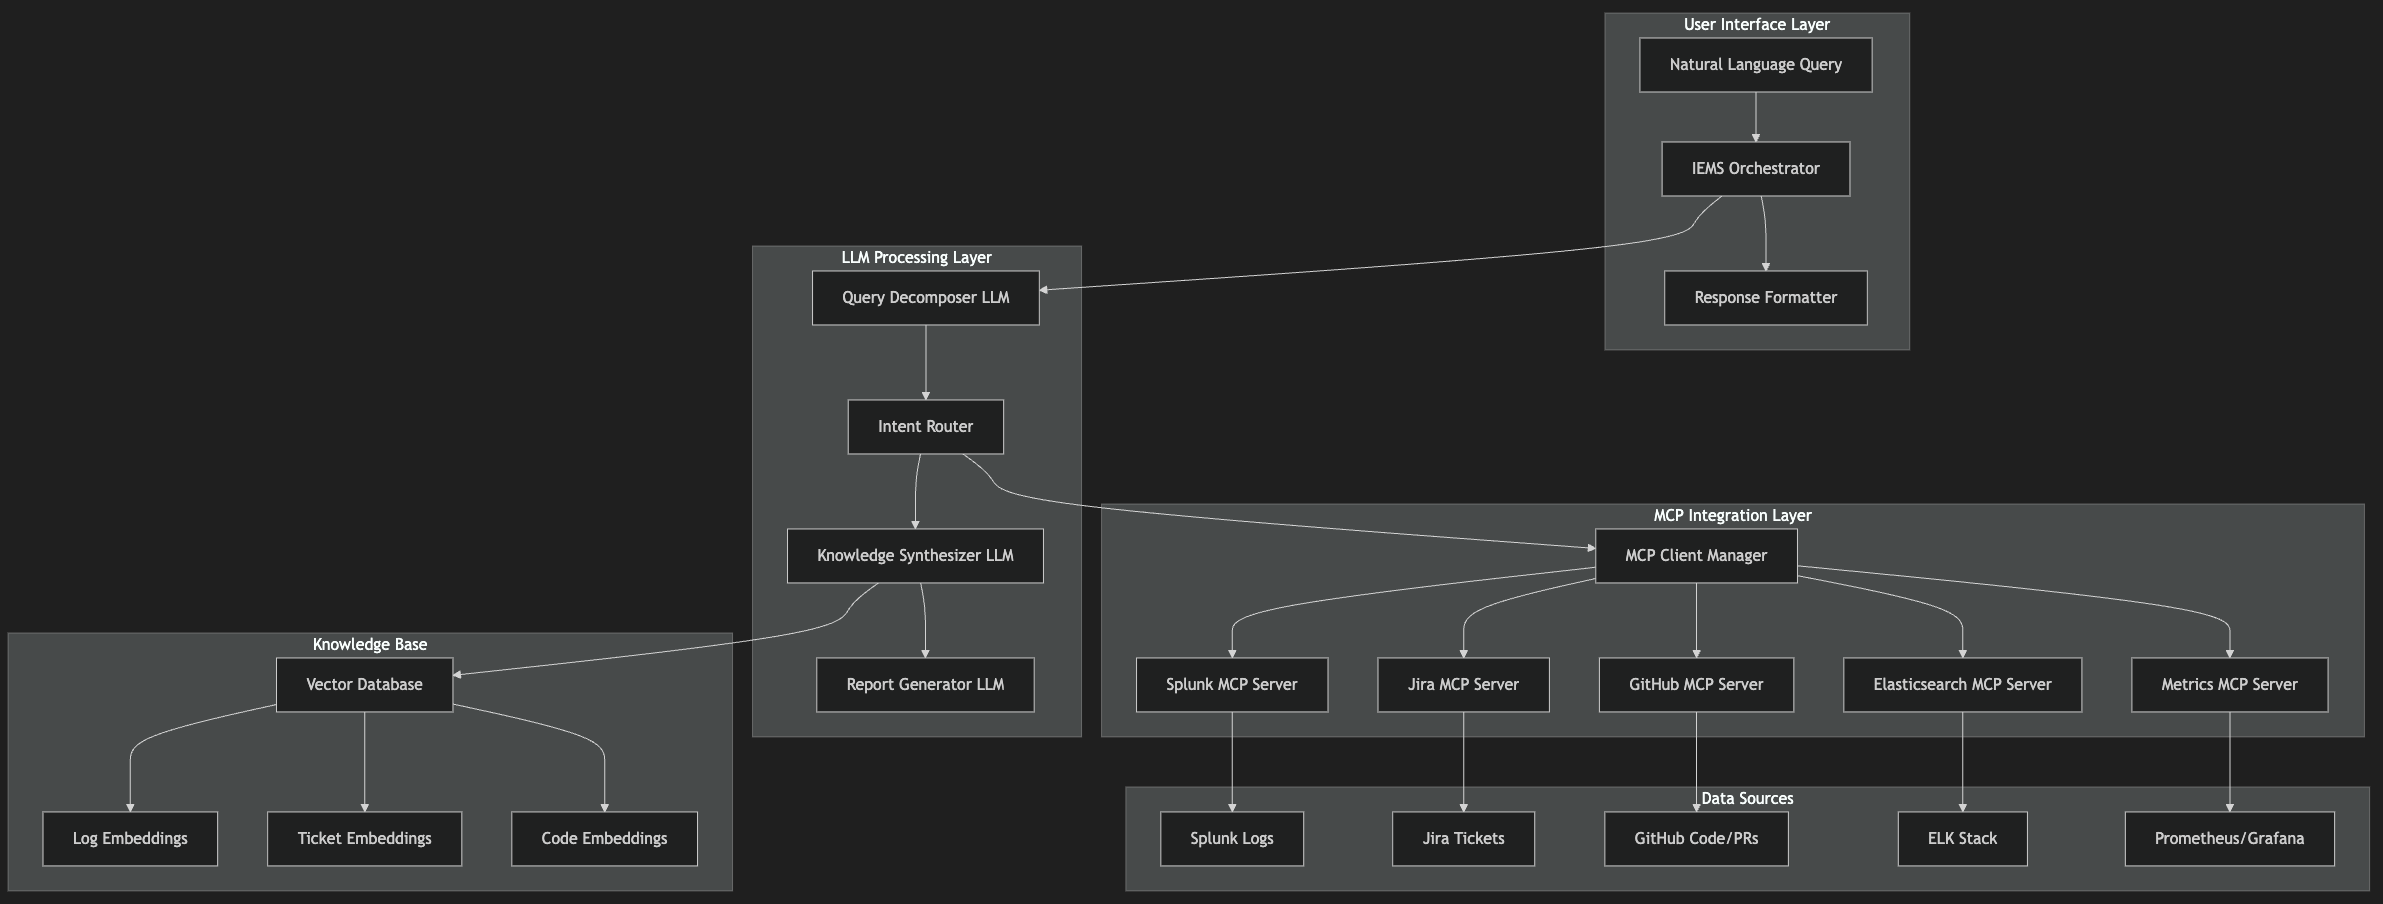 User Interface Layer
Natural Language Query
IEMS Orchestrator
Response Formatter
LLM Processing Layer
Query Decomposer LLM
Intent Router
Knowledge Synthesizer LLM
Report Generator LLM
MCP Integration Layer
MCP Client Manager
Splunk MCP Server
Jira MCP Server
GitHub MCP Server
Elasticsearch MCP Server
Metrics MCP Server
Knowledge Base
Vector Database
Log Embeddings
Ticket Embeddings
Code Embeddings
Data Sources
Splunk Logs
Jira Tickets
GitHub Code/PRs
ELK Stack
Prometheus/Grafana